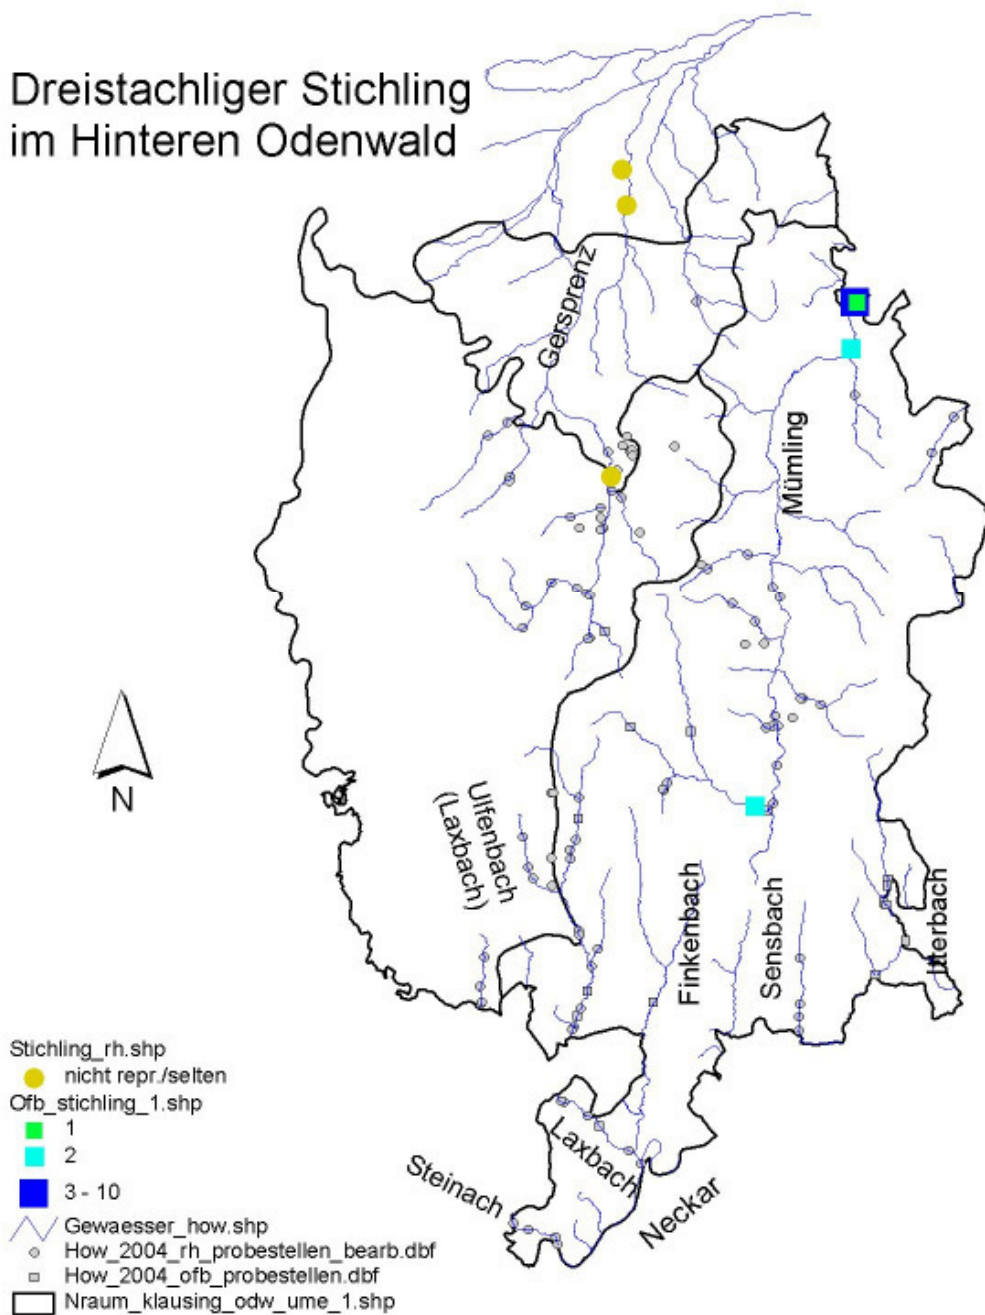 Dreistachliger Stichling
im Hinteren Odenwald
Gersprenz
Mümling
Ulfenbach
(Laxbach)
Finkenbach
Sensbach
Itterbach
Laxbach
Steinach
Neckar
N
Stichling_rh.shp
nicht repr./selten
Ofb_stichling_1.shp
1
2
3 - 10
Gewaesser_how.shp
How_2004_rh_probestellen_bearb.dbf
How_2004_ofb_probestellen.dbf
Nraum_klausing_odw_ume_1.shp